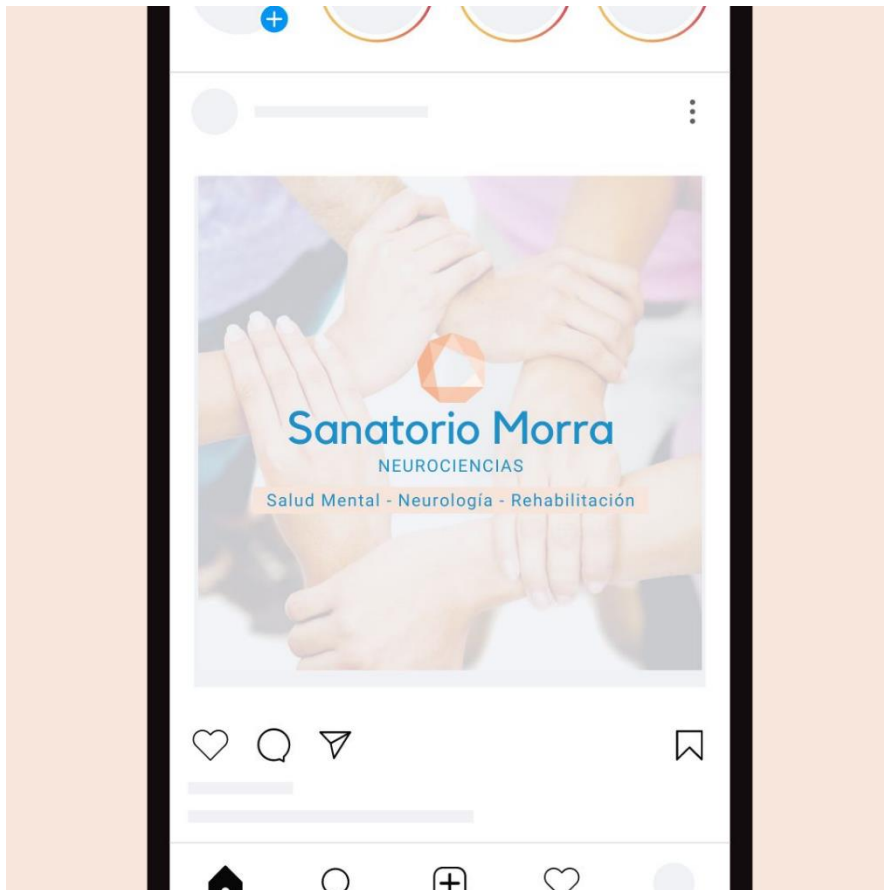 Sanatorio Morra
NEUROCIENCIAS
Salud Mental - Neurología - Rehabilitación